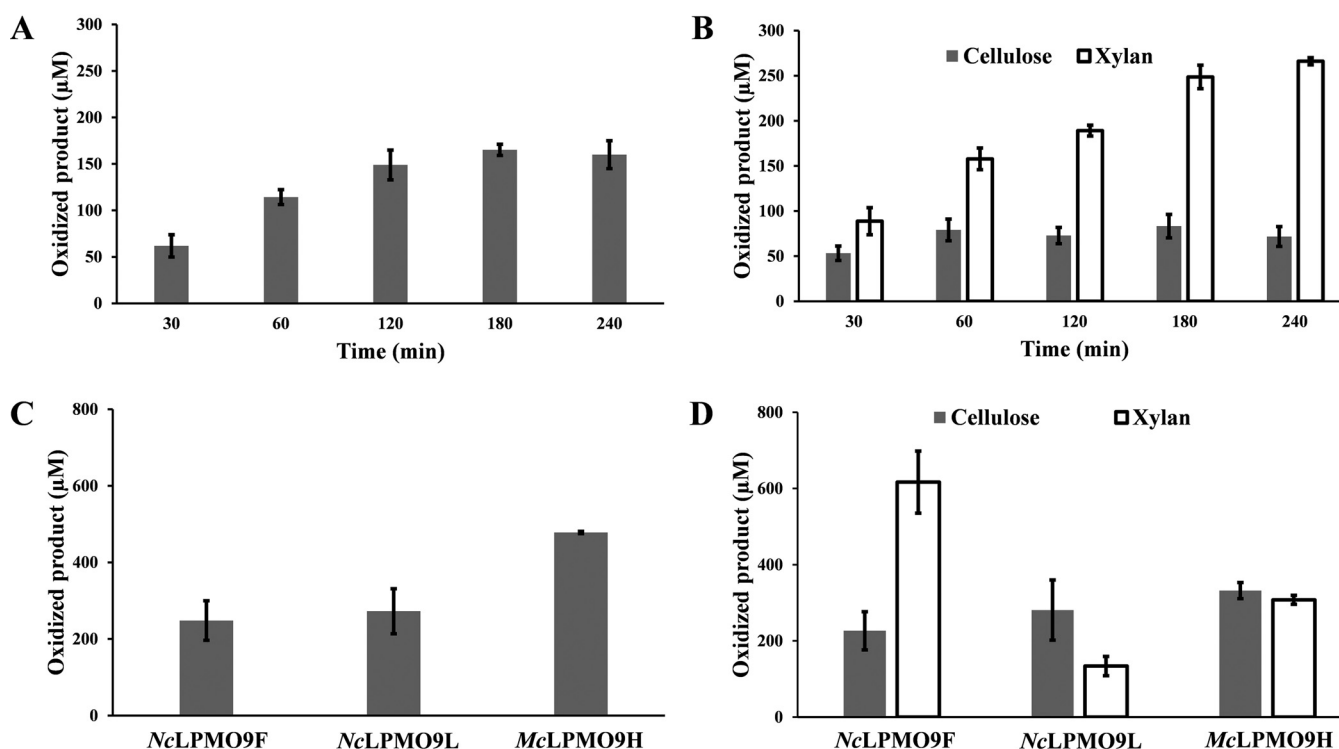 A
Oxidized product (µM)
300
250
200
150
100
50
0
30 60 120 180 240
Time (min)
B
Cellulose Xylan
Oxidized product (µM)
300
250
200
150
100
50
0
30 60 120 180 240
Time (min)
C
Oxidized product (µM)
800
600
400
200
0
NcLPMO9F NcLPMO9L McLPMO9H
D
Cellulose Xylan
Oxidized product (µM)
800
600
400
200
0
NcLPMO9F NcLPMO9L McLPMO9H